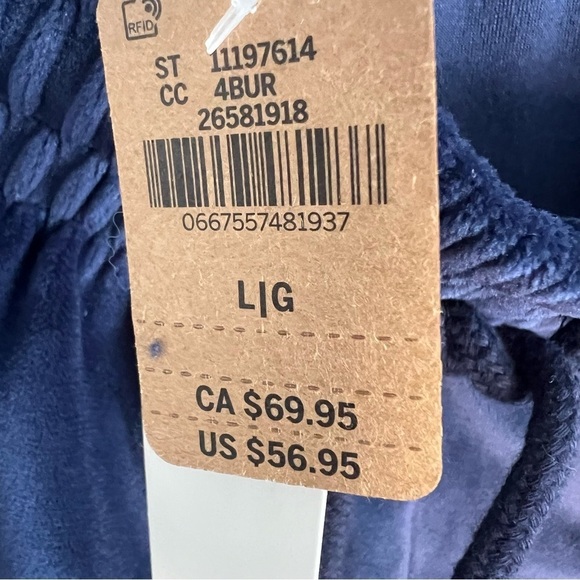 RFID
ST 11197614
CC 4BUR
26581918
0667557481937
L|G
CA $69.95
US $56.95